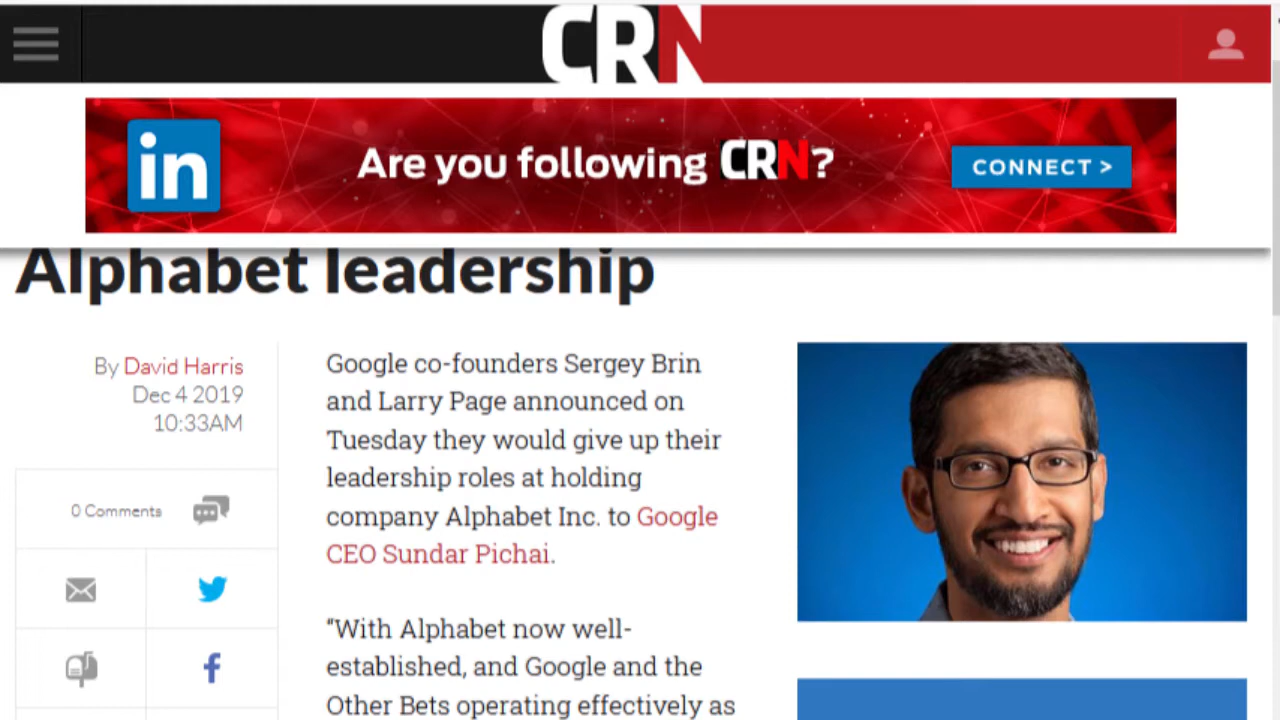 CRN
in
Are you following CRN?
CONNECT >
Alphabet leadership
By David Harris
Dec 4 2019
10:33AM
0 Comments
Google co-founders Sergey Brin
and Larry Page announced on
Tuesday they would give up their
leadership roles at holding
company Alphabet Inc. to Google
CEO Sundar Pichai.
“With Alphabet now well-
established, and Google and the
Other Bets operating effectively as